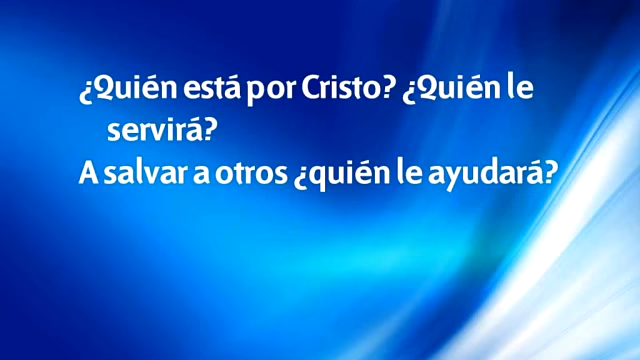 ¿Quién está por Cristo? ¿Quién le
servirá?
A salvar a otros ¿quién le ayudará?